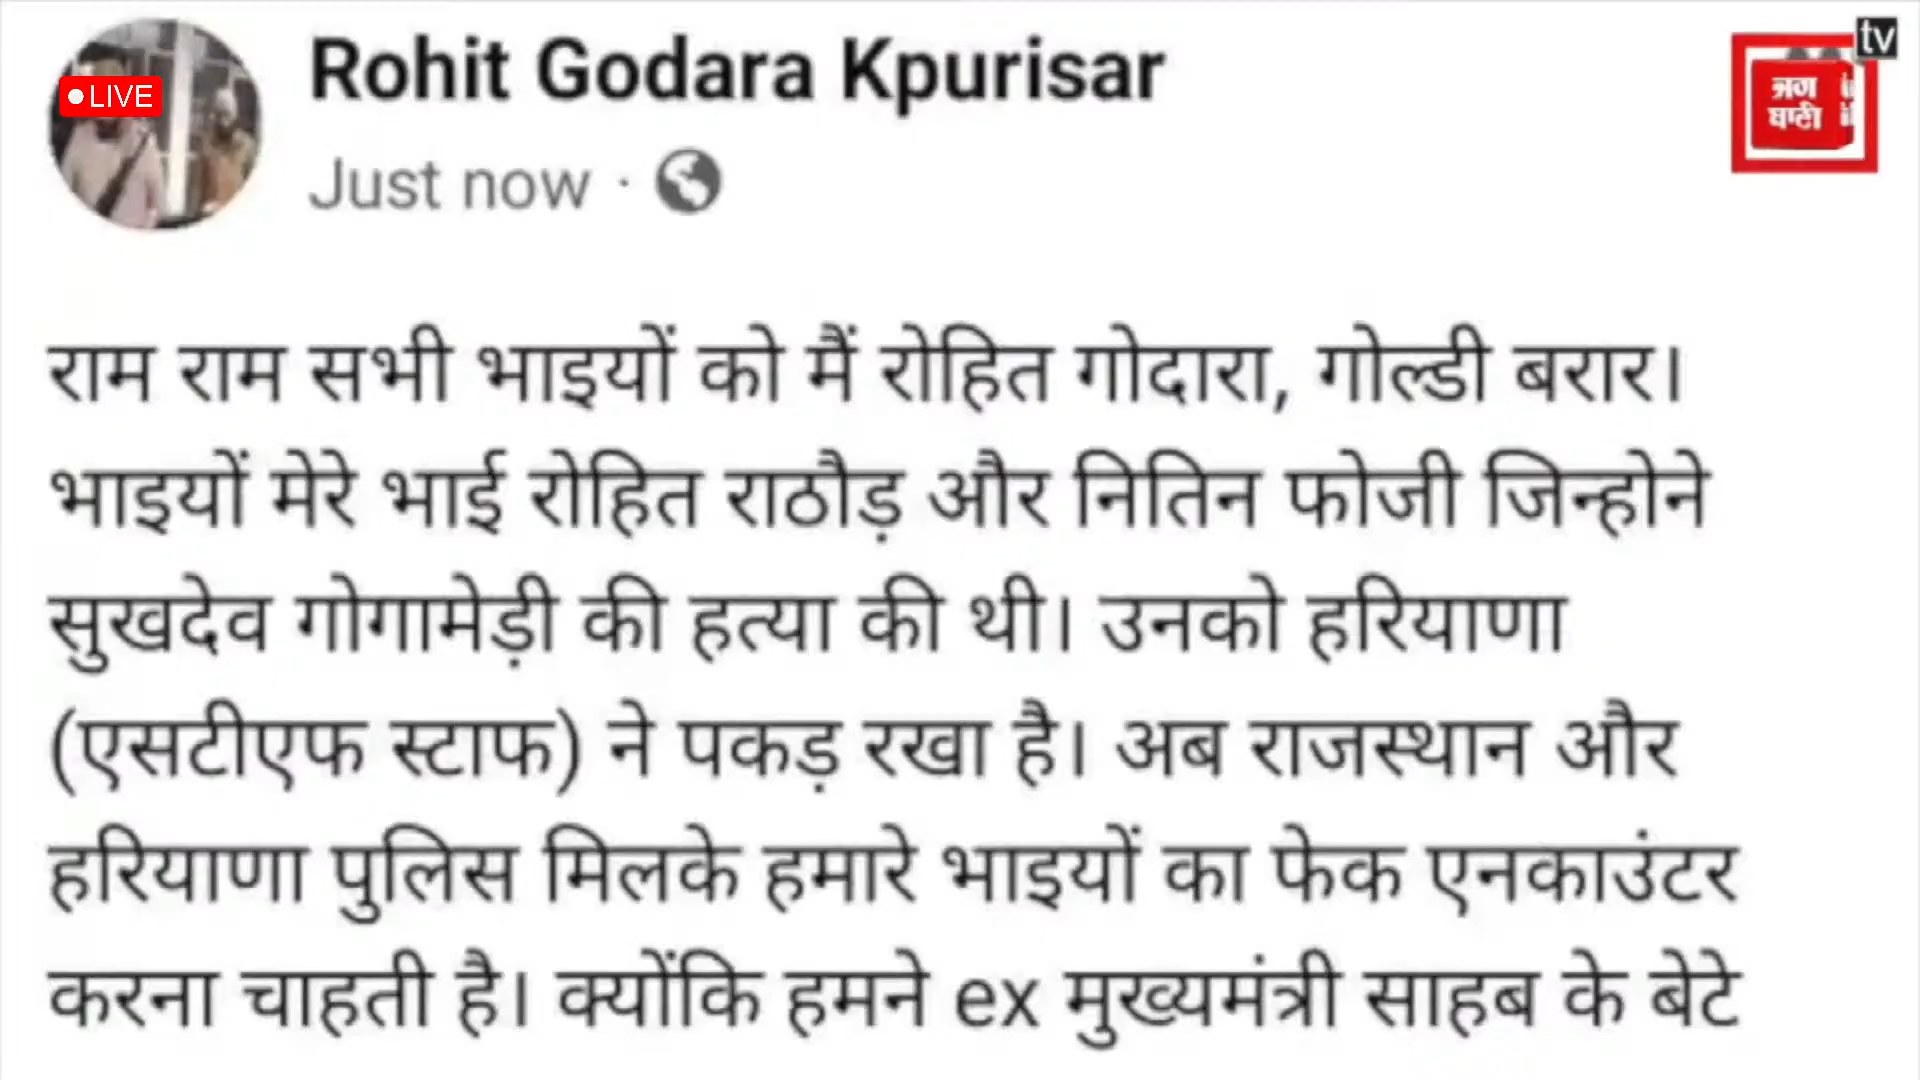 LIVE
Rohit Godara Kpurisar
Just now ·
tv
ਜਗ
ਬਾਣੀ
राम राम सभी भाइयों को मैं रोहित गोदारा, गोल्डी बरार।
भाइयों मेरे भाई रोहित राठौड़ और नितिन फोजी जिन्होने
सुखदेव गोगामेड़ी की हत्या की थी। उनको हरियाणा
(एसटीएफ स्टाफ) ने पकड़ रखा है। अब राजस्थान और
हरियाणा पुलिस मिलके हमारे भाइयों का फेक एनकाउंटर
करना चाहती है। क्योंकि हमने ex मुख्यमंत्री साहब के बेटे